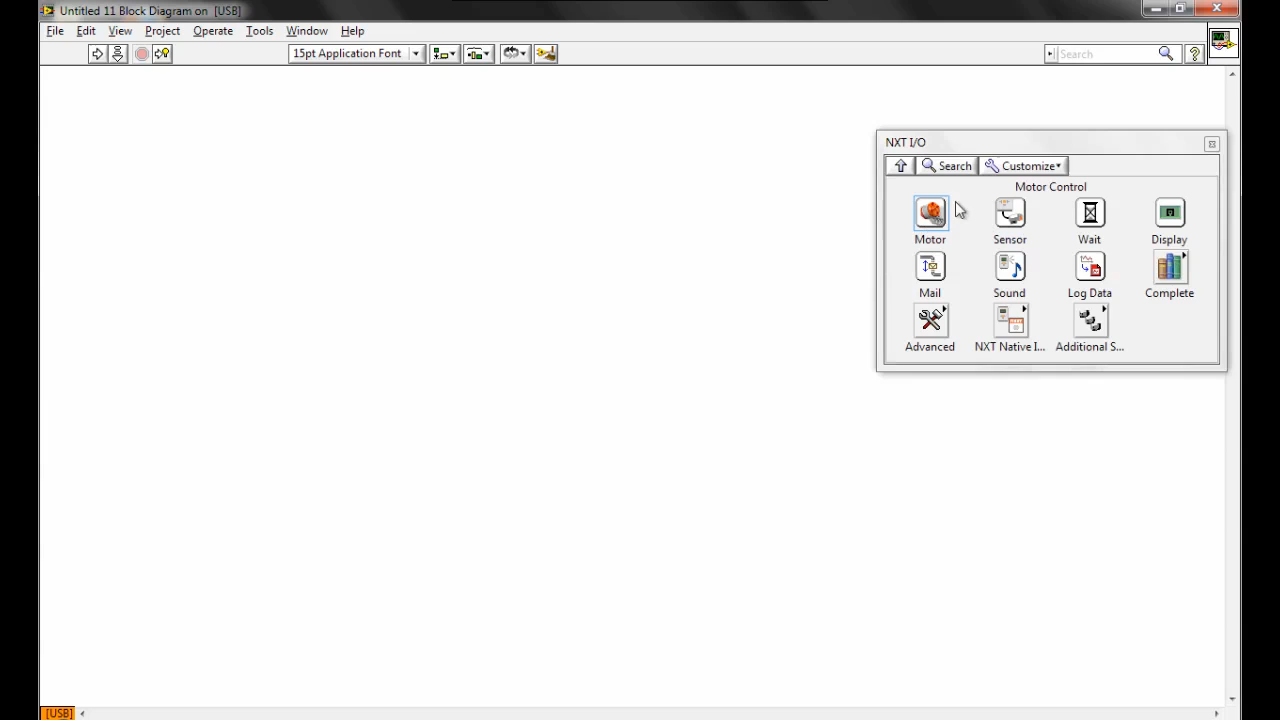 Untitled 11 Block Diagram on [USB]
File Edit View Project Operate Tools Window Help
15pt Application Font
Search
?
NXT I/O
Search Customize
Motor Control
Motor Sensor Wait Display
Mail Sound Log Data Complete
Advanced NXT Native I... Additional S...
[USB]